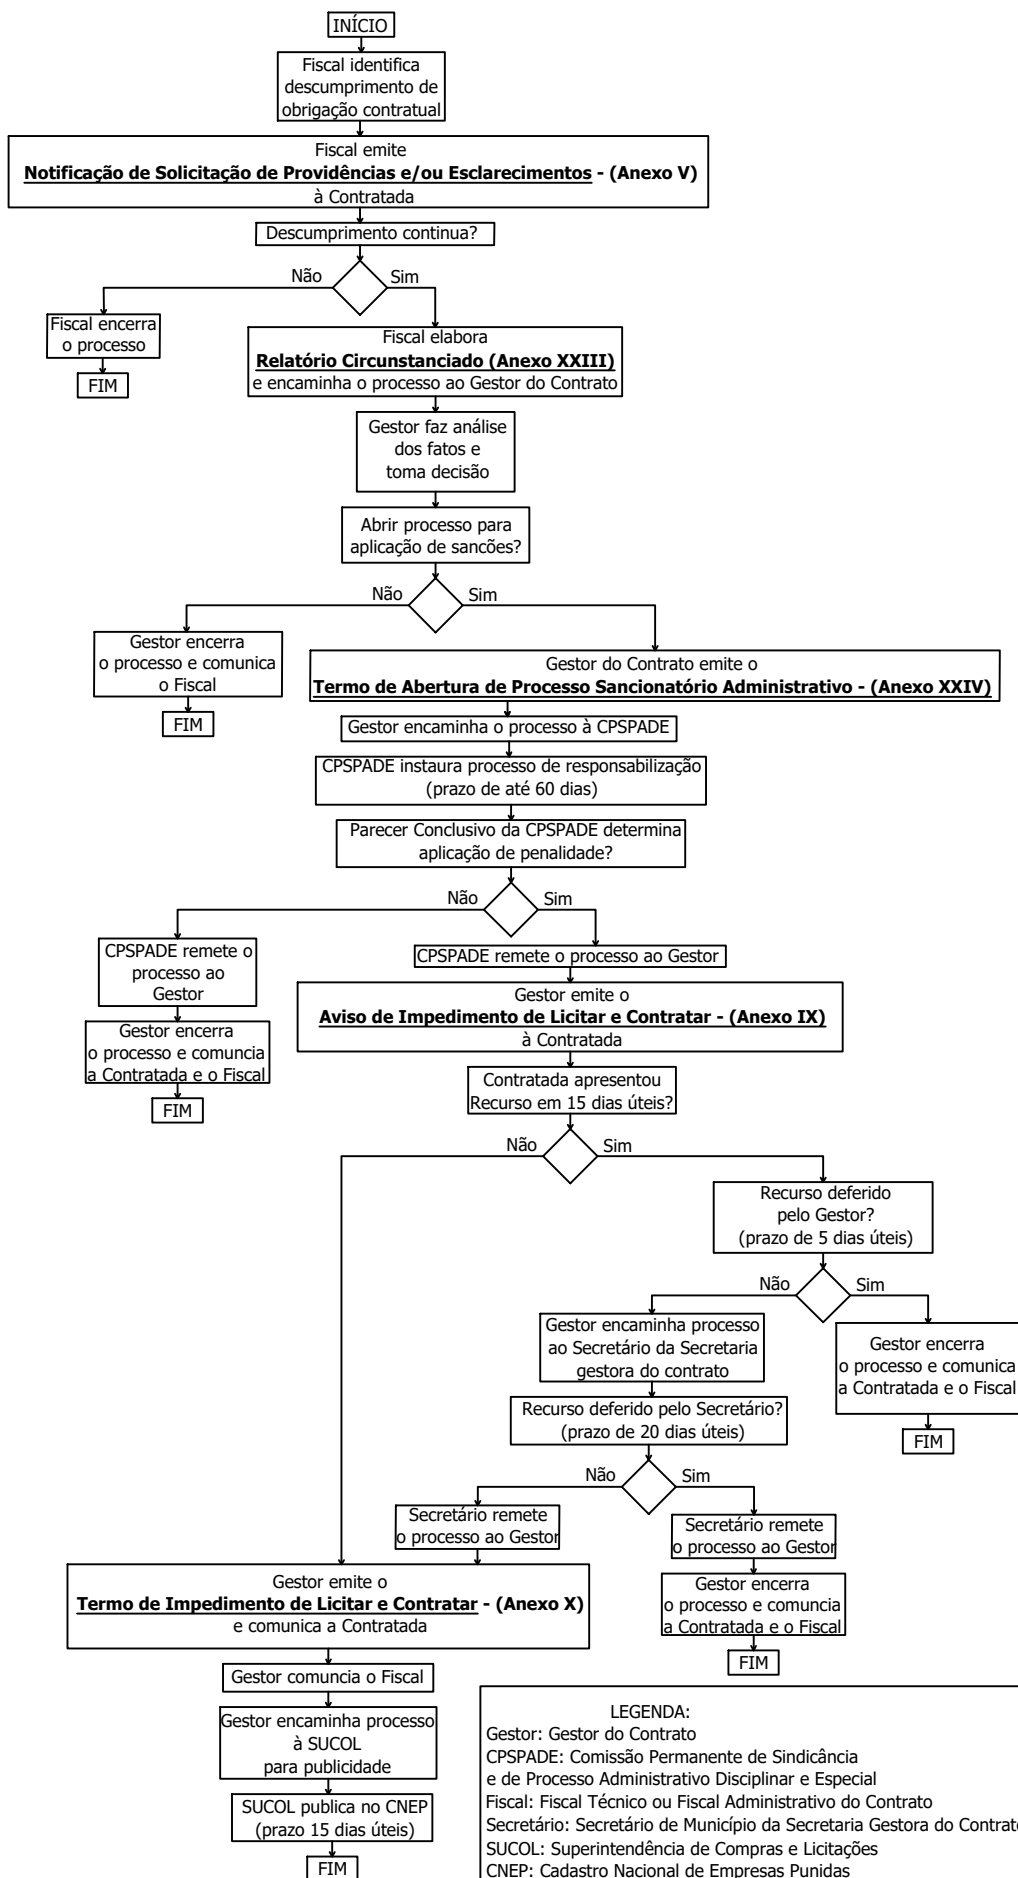 INÍCIO
Fiscal identifica
descumprimento de
obrigação contratual
Fiscal emite
Notificação de Solicitação de Providências e/ou Esclarecimentos - (Anexo V)
à Contratada
Descumprimento continua?
Não
Sim
Fiscal encerra
o processo
FIM
Fiscal elabora
Relatório Circunstanciado (Anexo XXIII)
e encaminha o processo ao Gestor do Contrato
Gestor faz análise
dos fatos e
toma decisão
Abrir processo para
aplicação de sancões?
Não
Sim
Gestor encerra
o processo e comunica
o Fiscal
FIM
Gestor do Contrato emite o
Termo de Abertura de Processo Sancionatório Administrativo - (Anexo XXIV)
Gestor encaminha o processo à CPSPADE
CPSPADE instaura processo de responsabilização
(prazo de até 60 dias)
Parecer Conclusivo da CPSPADE determina
aplicação de penalidade?
Não
Sim
CPSPADE remete o
processo ao
Gestor
Gestor encerra
o processo e comuncia
a Contratada e o Fiscal
FIM
CPSPADE remete o processo ao Gestor
Gestor emite o
Aviso de Impedimento de Licitar e Contratar - (Anexo IX)
à Contratada
Contratada apresentou
Recurso em 15 dias úteis?
Não
Sim
Recurso deferido
pelo Gestor?
(prazo de 5 dias úteis)
Não
Sim
Gestor encaminha processo
ao Secretário da Secretaria
gestora do contrato
Gestor encerra
o processo e comunica
a Contratada e o Fiscal
FIM
Recurso deferido pelo Secretário?
(prazo de 20 dias úteis)
Não
Sim
Secretário remete
o processo ao Gestor
Secretário remete
o processo ao Gestor
Gestor encerra
o processo e comuncia
a Contratada e o Fiscal
FIM
Gestor emite o
Termo de Impedimento de Licitar e Contratar - (Anexo X)
e comunica a Contratada
Gestor comuncia o Fiscal
Gestor encaminha processo
à SUCOL
para publicidade
SUCOL publica no CNEP
(prazo 15 dias úteis)
FIM
LEGENDA:
Gestor: Gestor do Contrato
CPSPADE: Comissão Permanente de Sindicância
e de Processo Administrativo Disciplinar e Especial
Fiscal: Fiscal Técnico ou Fiscal Administrativo do Contrato
Secretário: Secretário de Município da Secretaria Gestora do Contrato
SUCOL: Superintendência de Compras e Licitações
CNEP: Cadastro Nacional de Empresas Punidas